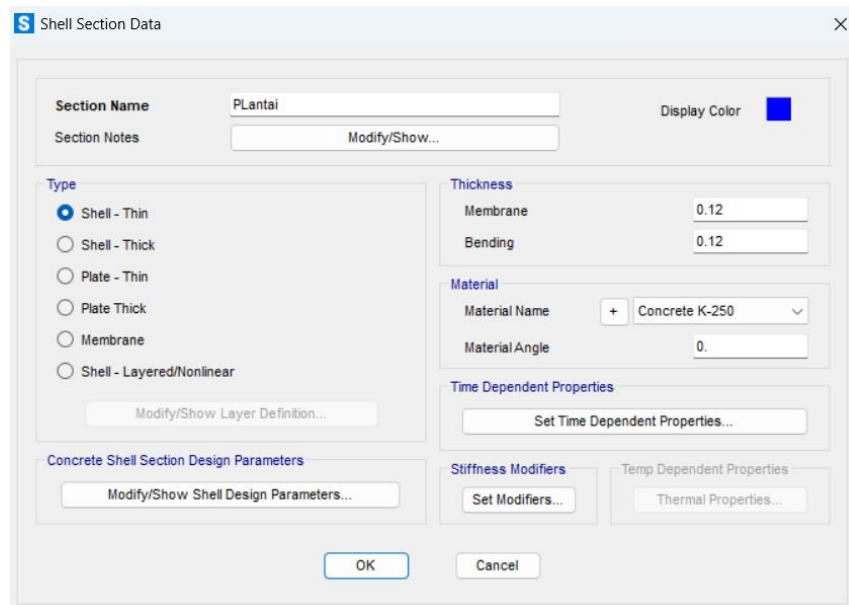 S Shell Section Data
Section Name PLantai Display Color
Section Notes Modify/Show...
Type
Shell - Thin
Shell - Thick
Plate - Thin
Plate Thick
Membrane
Shell - Layered/Nonlinear
Modify/Show Layer Definition...
Concrete Shell Section Design Parameters
Modify/Show Shell Design Parameters...
Thickness
Membrane 0.12
Bending 0.12
Material
Material Name + Concrete K-250
Material Angle 0.
Time Dependent Properties
Set Time Dependent Properties...
Stiffness Modifiers
Set Modifiers...
Temp Dependent Properties
Thermal Properties...
OK Cancel